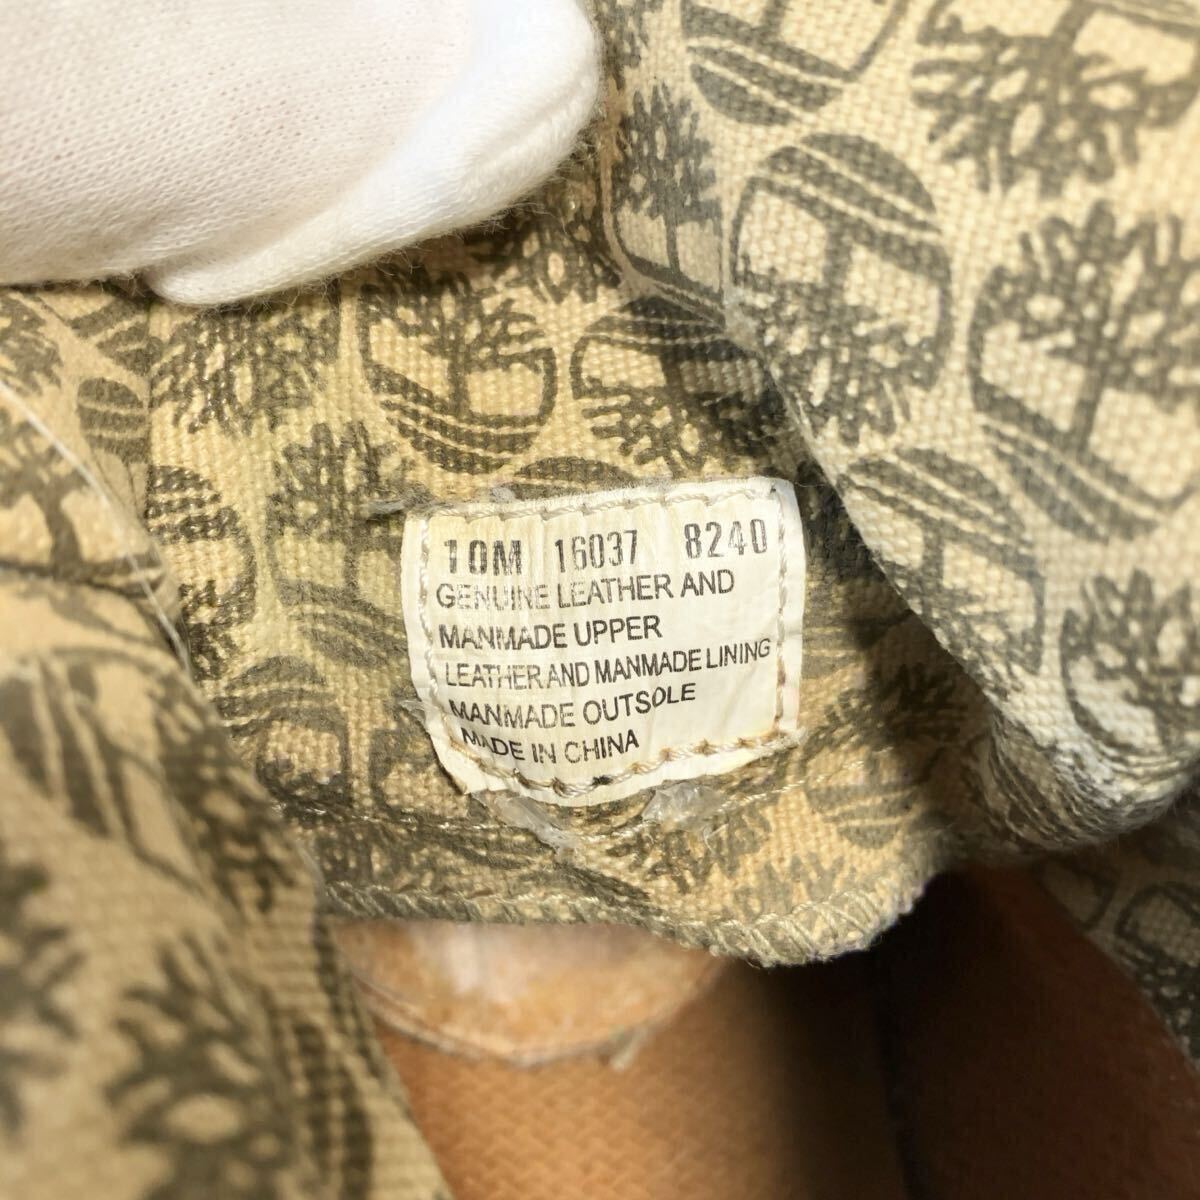 10M 16037 8240
GENUINE LEATHER AND
MANMADE UPPER
LEATHER AND MANMADE LINING
MANMADE OUTSOLE
MADE IN CHINA